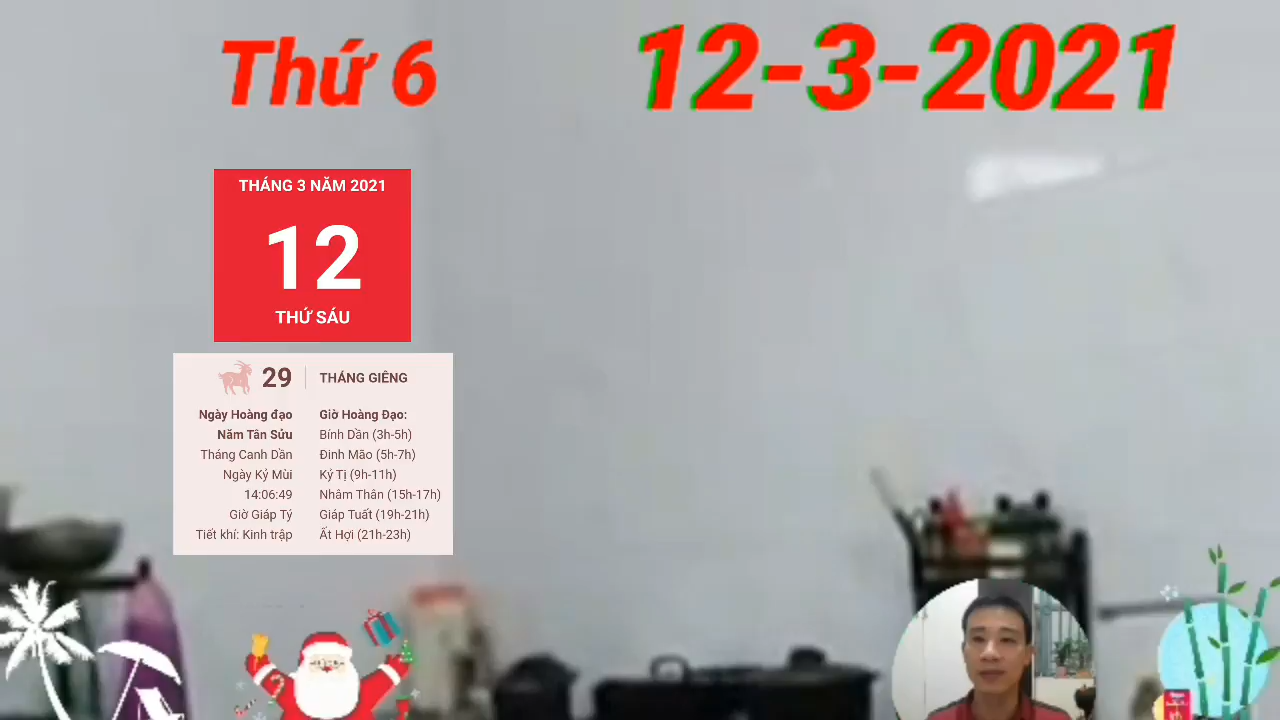 Thứ 6
12-3-2021
THÁNG 3 NĂM 2021
12
THỨ SÁU
29
THÁNG GIÊNG
Ngày Hoàng đạo
Năm Tân Sửu
Tháng Canh Dần
Ngày Kỷ Mùi
14:06:49
Giờ Giáp Tý
Tiết khí: Kinh trập
Giờ Hoàng Đạo:
Bính Dần (3h-5h)
Đinh Mão (5h-7h)
Kỷ Tị (9h-11h)
Nhâm Thân (15h-17h)
Giáp Tuất (19h-21h)
Ất Hợi (21h-23h)